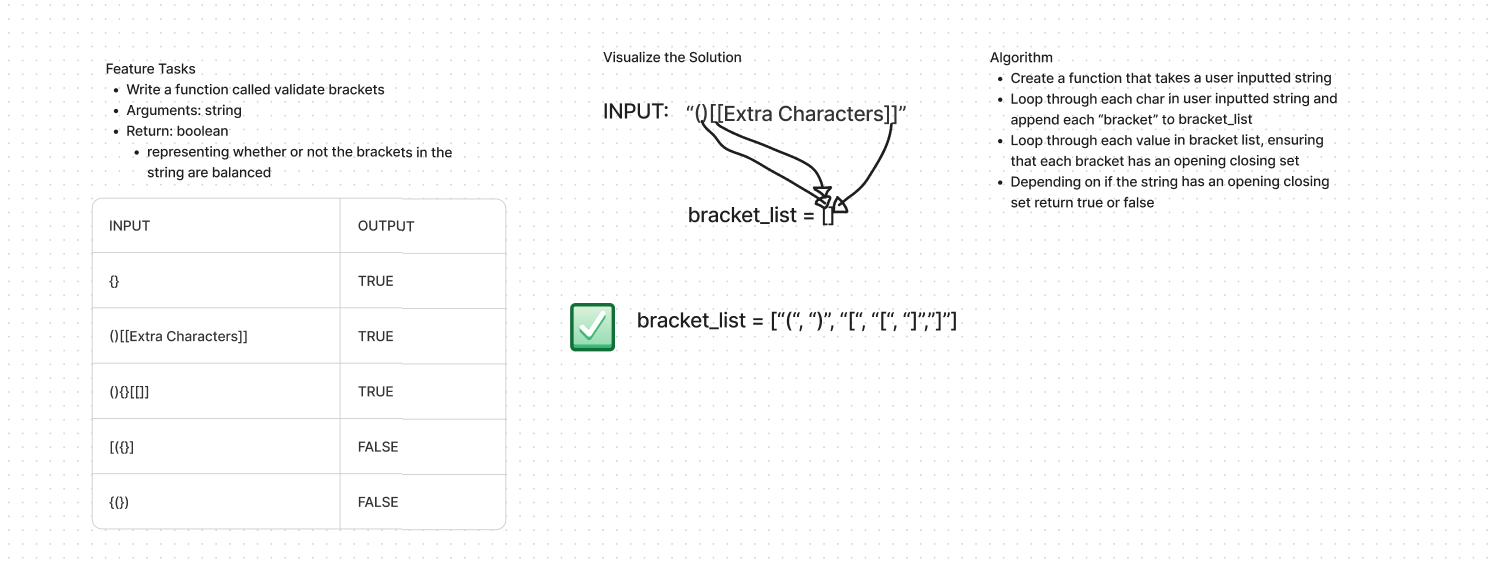 Feature Tasks
• Write a function called validate brackets
• Arguments: string
• Return: boolean
• representing whether or not the brackets in the
string are balanced
INPUT OUTPUT
{} TRUE
()[[Extra Characters]] TRUE
(){}[[]] TRUE
[({}] FALSE
{(}) FALSE
Visualize the Solution
INPUT: “()[[Extra Characters]]”
bracket_list = []
bracket_list = [“(“, “)”, “[“, “[“, “]”,”]”]
Algorithm
• Create a function that takes a user inputted string
• Loop through each char in user inputted string and
append each “bracket” to bracket_list
• Loop through each value in bracket list, ensuring
that each bracket has an opening closing set
• Depending on if the string has an opening closing
set return true or false